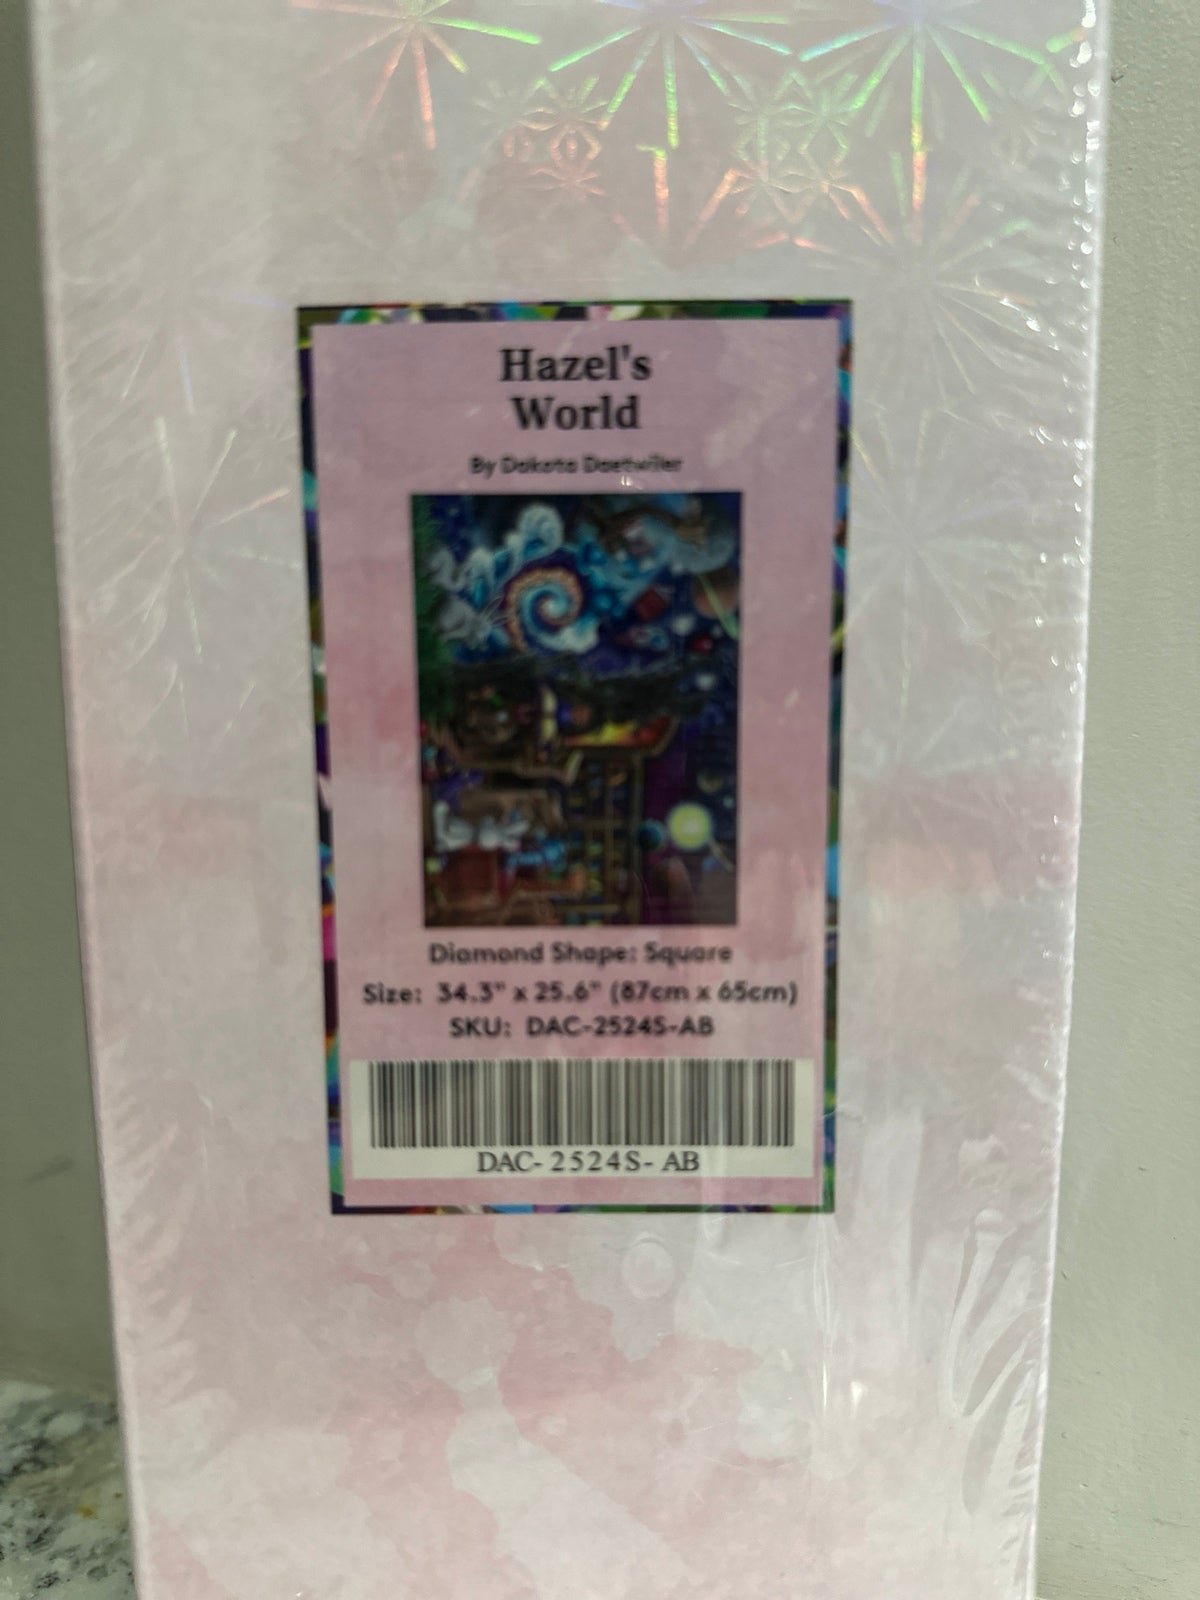 Hazel's
World
By Dakota Daetwiler
Diamond Shape: Square
Size: 34.3" x 25.6" (87cm x 65cm)
SKU: DAC-2524S-AB
DAC- 2524S- AB